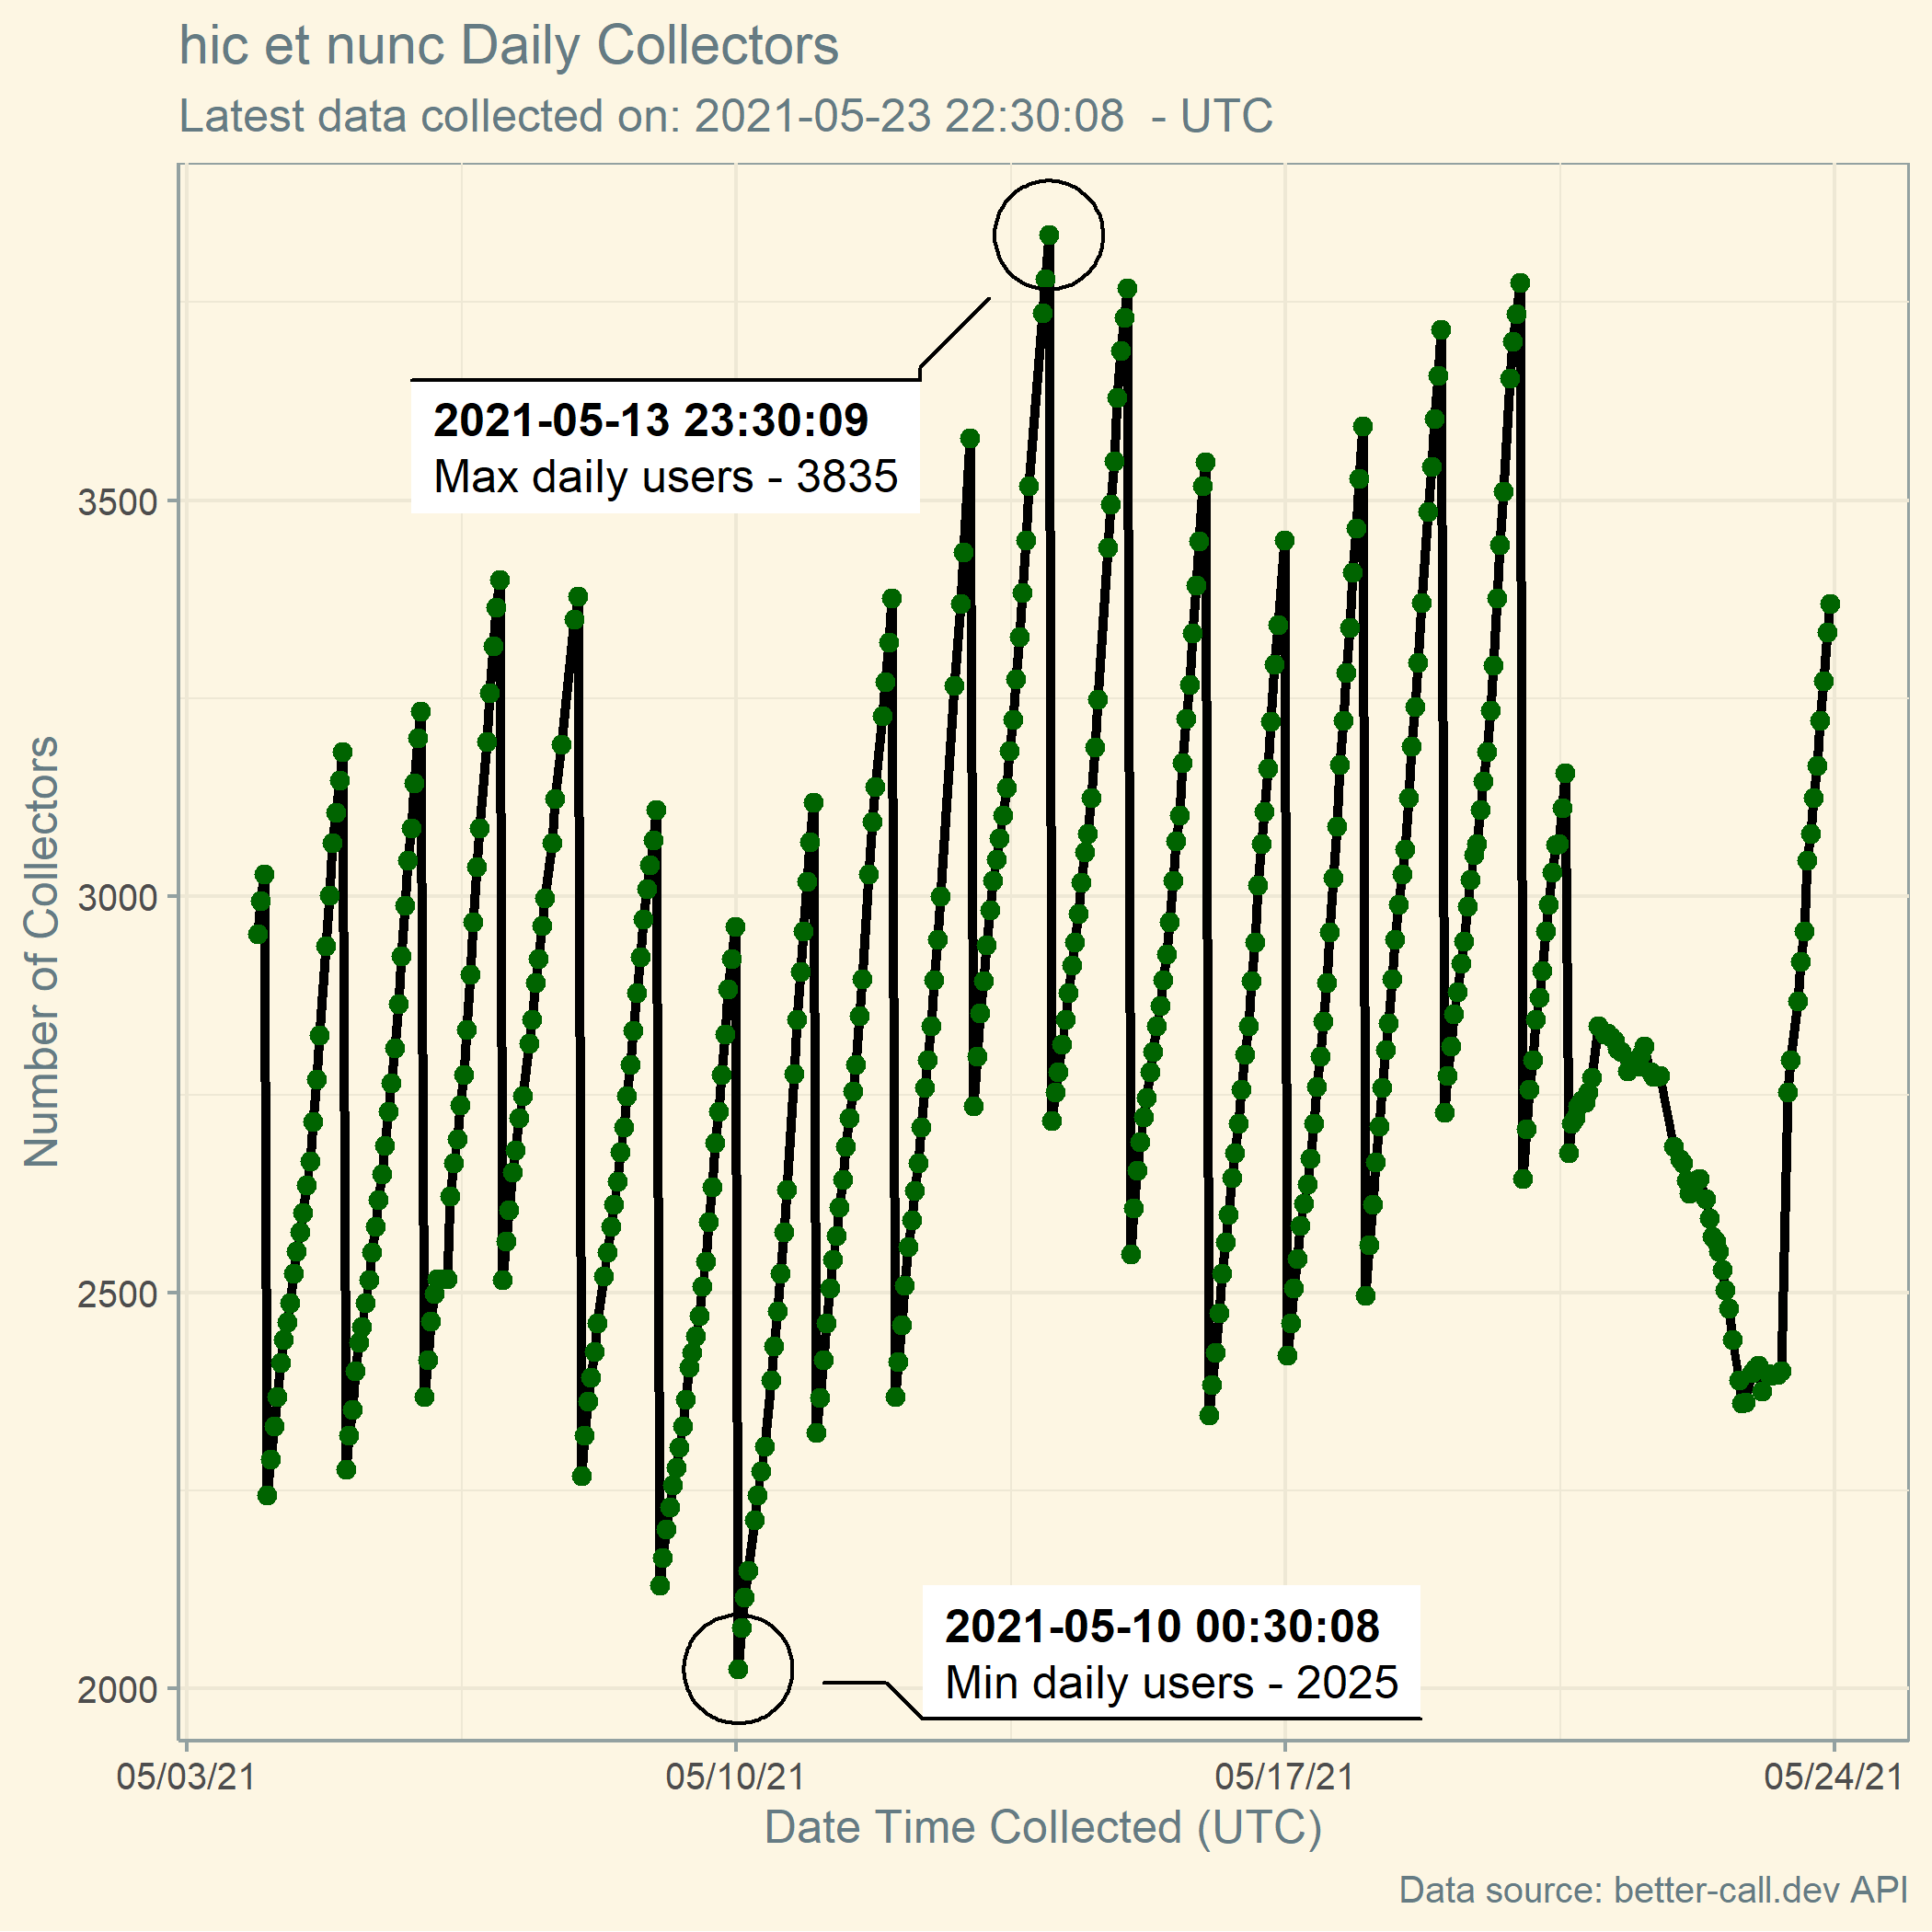 hic et nunc Daily Collectors
Latest data collected on: 2021-05-23 22:30:08  - UTC
2021-05-13 23:30:09
Max daily users - 3835
3500
3000
2500
2000
Number of Collectors
2021-05-10 00:30:08
Min daily users - 2025
05/03/21
05/10/21
05/17/21
05/24/21
Date Time Collected (UTC)
Data source: better-call.dev API